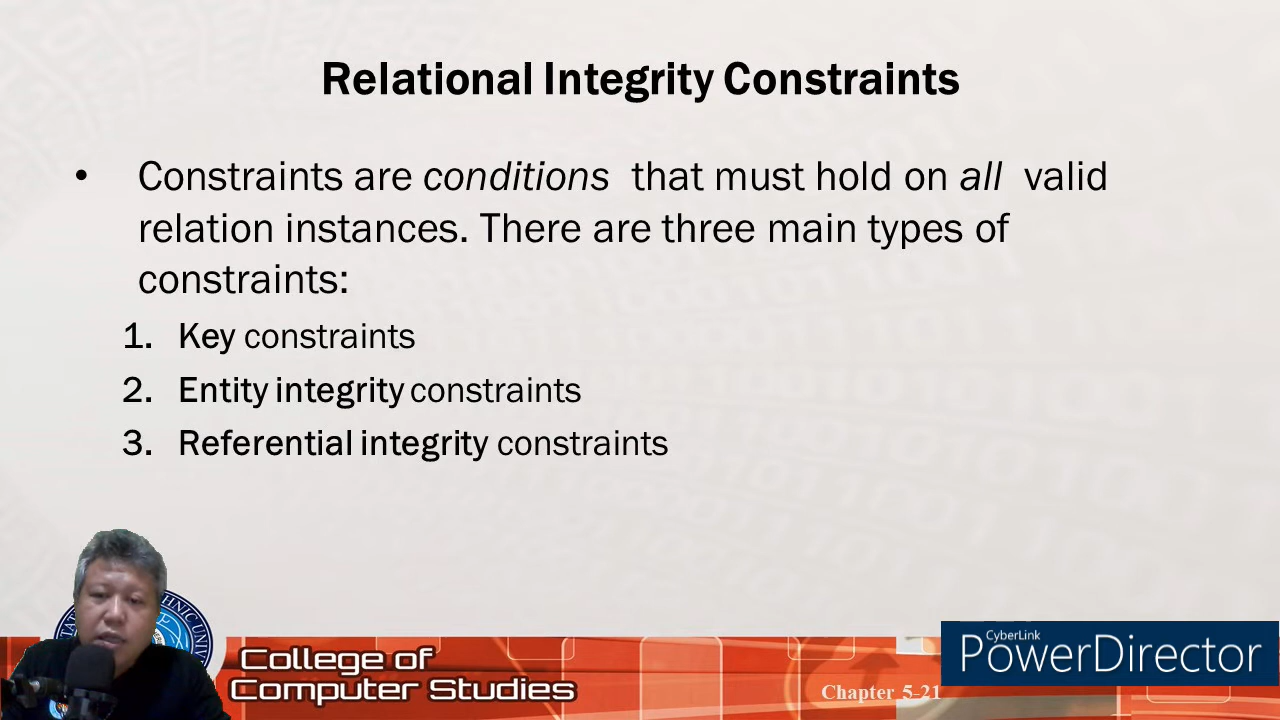 Relational Integrity Constraints
• Constraints are conditions that must hold on all valid
relation instances. There are three main types of
constraints:
1. Key constraints
2. Entity integrity constraints
3. Referential integrity constraints
College of
Computer Studies
Chapter 5-21
CyberLink
PowerDirector